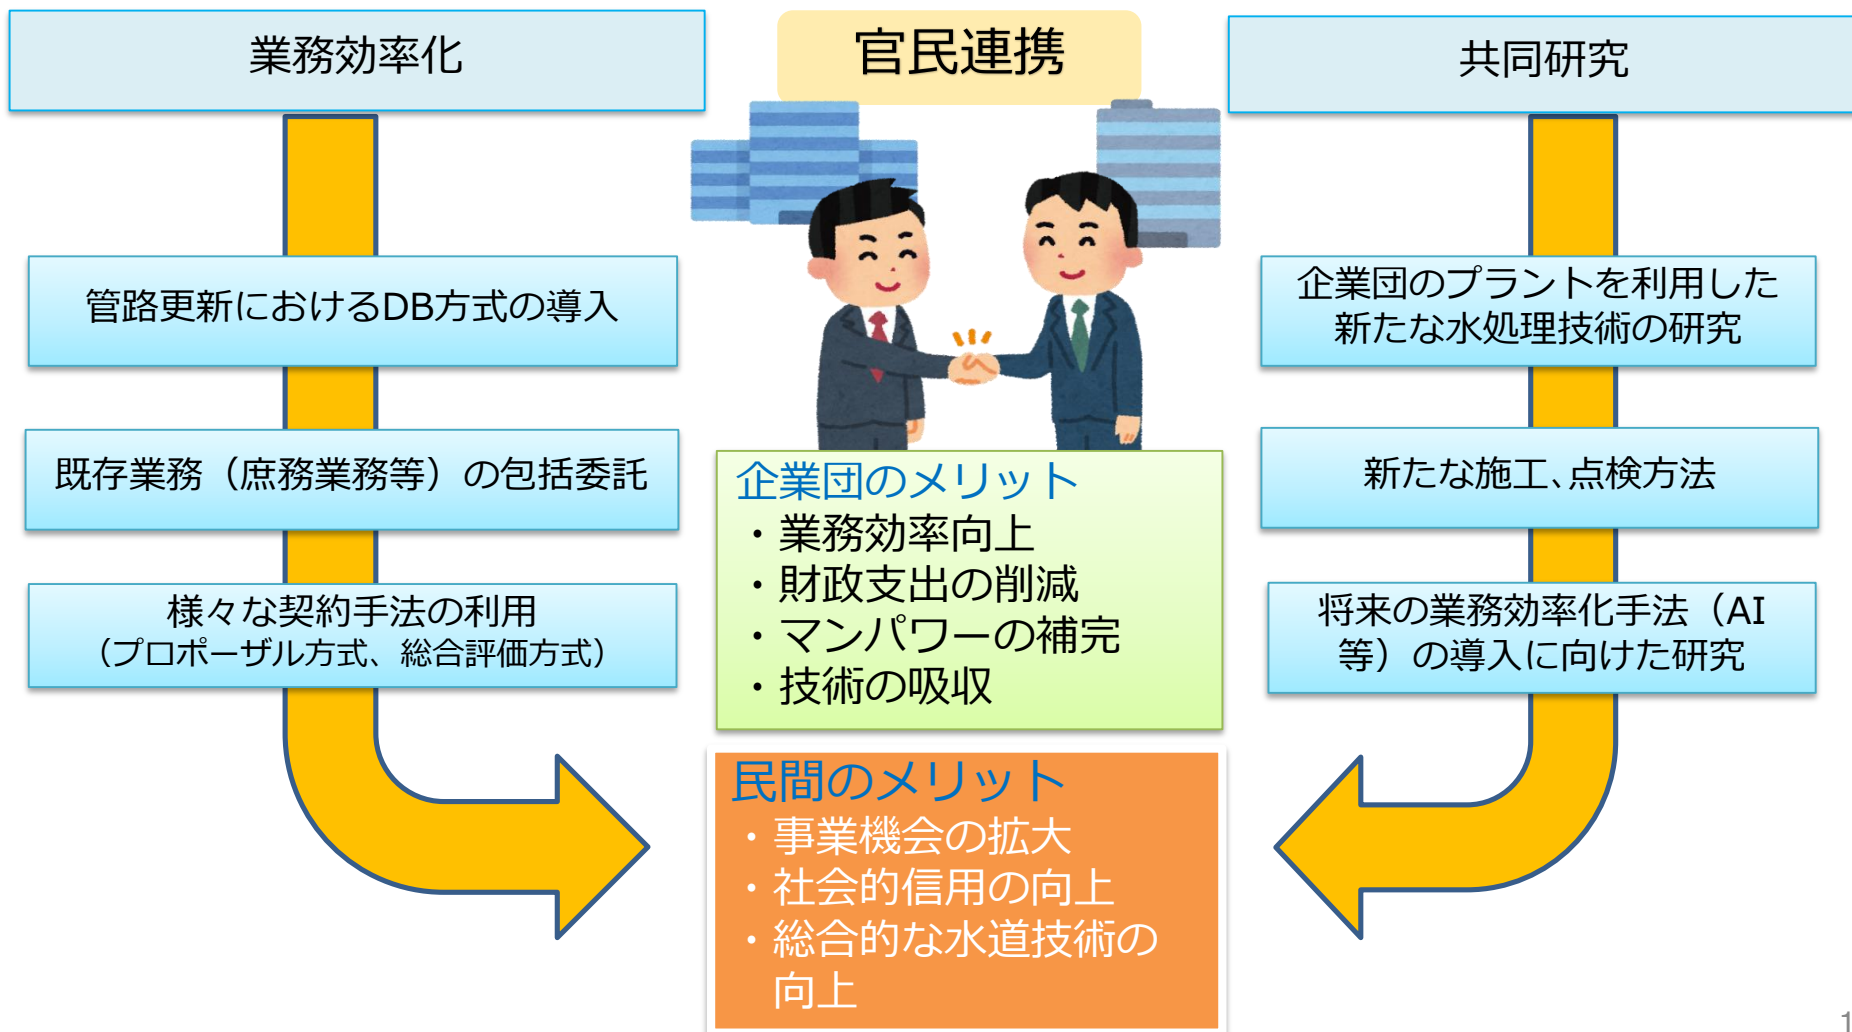 業務効率化
管路更新におけるDB方式の導入
既存業務（庶務業務等）の包括委託
様々な契約手法の利用
（プロポーザル方式、総合評価方式）
官民連携
企業団のメリット
・業務効率向上
・財政支出の削減
・マンパワーの補完
・技術の吸収
民間のメリット
・事業機会の拡大
・社会的信用の向上
・総合的な水道技術の
向上
共同研究
企業団のプラントを利用した
新たな水処理技術の研究
新たな施工、点検方法
将来の業務効率化手法（AI
等）の導入に向けた研究
1